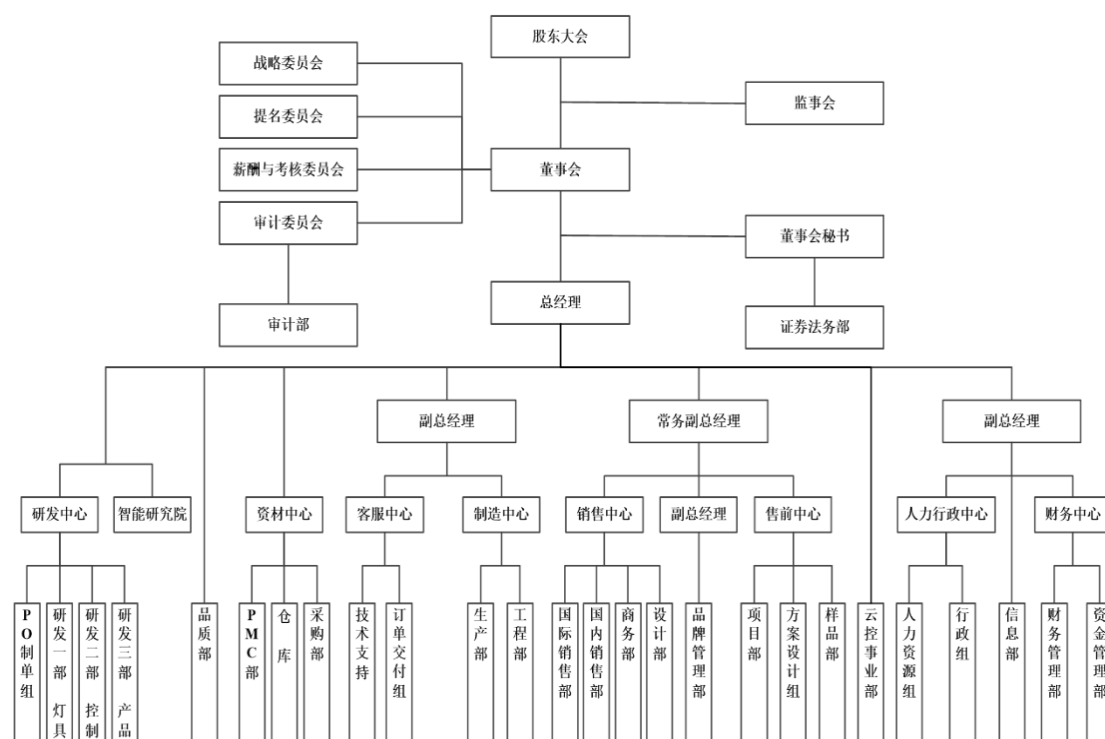 股东大会
战略委员会
提名委员会
监事会
薪酬与考核委员会
董事会
审计委员会
董事会秘书
总经理
审计部
证券法务部
副总经理
常务副总经理
副总经理
研发中心
智能研究院
资材中心
客服中心
制造中心
销售中心
副总经理
售前中心
人力行政中心
财务中心
PO制单组
研发一部 灯具
研发二部 控制
研发三部 产品
品质部
PMC部
仓库
采购部
技术支持
订单交付组
生产部
工程部
国际销售部
国内销售部
商务部
设计部
品牌管理部
项目部
方案设计组
样品部
云控事业部
人力资源组
行政组
信息部
财务管理部
资金管理部